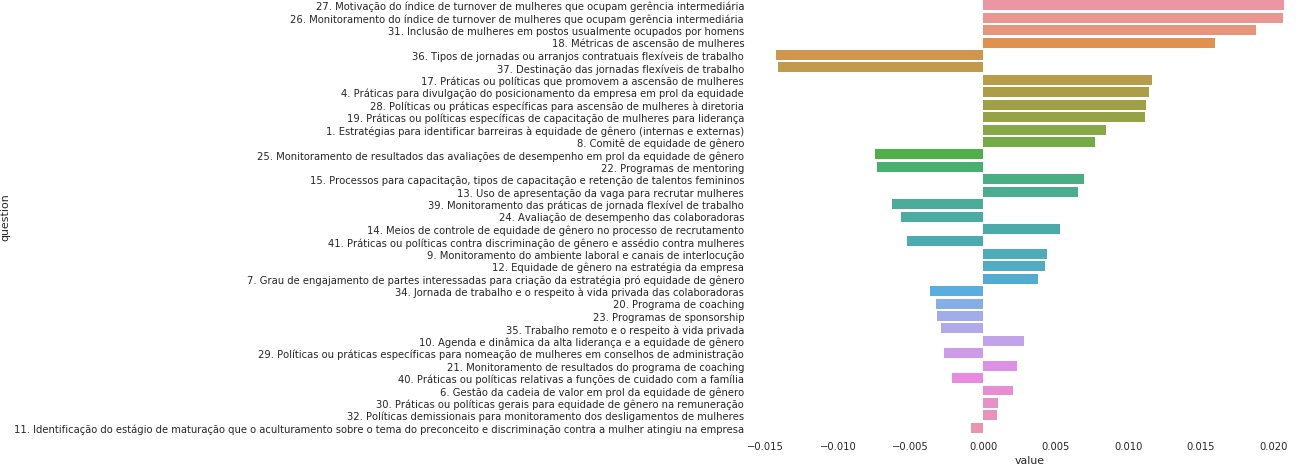 27. Motivação do índice de turnover de mulheres que ocupam gerência intermediária
26. Monitoramento do índice de turnover de mulheres que ocupam gerência intermediária
31. Inclusão de mulheres em postos usualmente ocupados por homens
18. Métricas de ascensão de mulheres
36. Tipos de jornadas ou arranjos contratuais flexíveis de trabalho
37. Destinação das jornadas flexíveis de trabalho
17. Práticas ou políticas que promovem a ascensão de mulheres
4. Práticas para divulgação do posicionamento da empresa em prol da equidade
28. Políticas ou práticas específicas para ascensão de mulheres à diretoria
19. Práticas ou políticas específicas de capacitação de mulheres para liderança
1. Estratégias para identificar barreiras à equidade de gênero (internas e externas)
8. Comitê de equidade de gênero
25. Monitoramento de resultados das avaliações de desempenho em prol da equidade de gênero
22. Programas de mentoring
15. Processos para capacitação, tipos de capacitação e retenção de talentos femininos
13. Uso de apresentação da vaga para recrutar mulheres
39. Monitoramento das práticas de jornada flexível de trabalho
24. Avaliação de desempenho das colaboradoras
14. Meios de controle de equidade de gênero no processo de recrutamento
41. Práticas ou políticas contra discriminação de gênero e assédio contra mulheres
9. Monitoramento do ambiente laboral e canais de interlocução
12. Equidade de gênero na estratégia da empresa
7. Grau de engajamento de partes interessadas para criação da estratégia pró equidade de gênero
34. Jornada de trabalho e o respeito à vida privada das colaboradoras
20. Programa de coaching
23. Programas de sponsorship
35. Trabalho remoto e o respeito à vida privada
10. Agenda e dinâmica da alta liderança e a equidade de gênero
29. Políticas ou práticas específicas para nomeação de mulheres em conselhos de administração
21. Monitoramento de resultados do programa de coaching
40. Práticas ou políticas relativas a funções de cuidado com a família
6. Gestão da cadeia de valor em prol da equidade de gênero
30. Práticas ou políticas gerais para equidade de gênero na remuneração
32. Políticas demissionais para monitoramento dos desligamentos de mulheres
11. Identificação do estágio de maturação que o aculturamento sobre o tema do preconceito e discriminação contra a mulher atingiu na empresa
question
−0.015 −0.010 −0.005 0.000 0.005 0.010 0.015 0.020
value